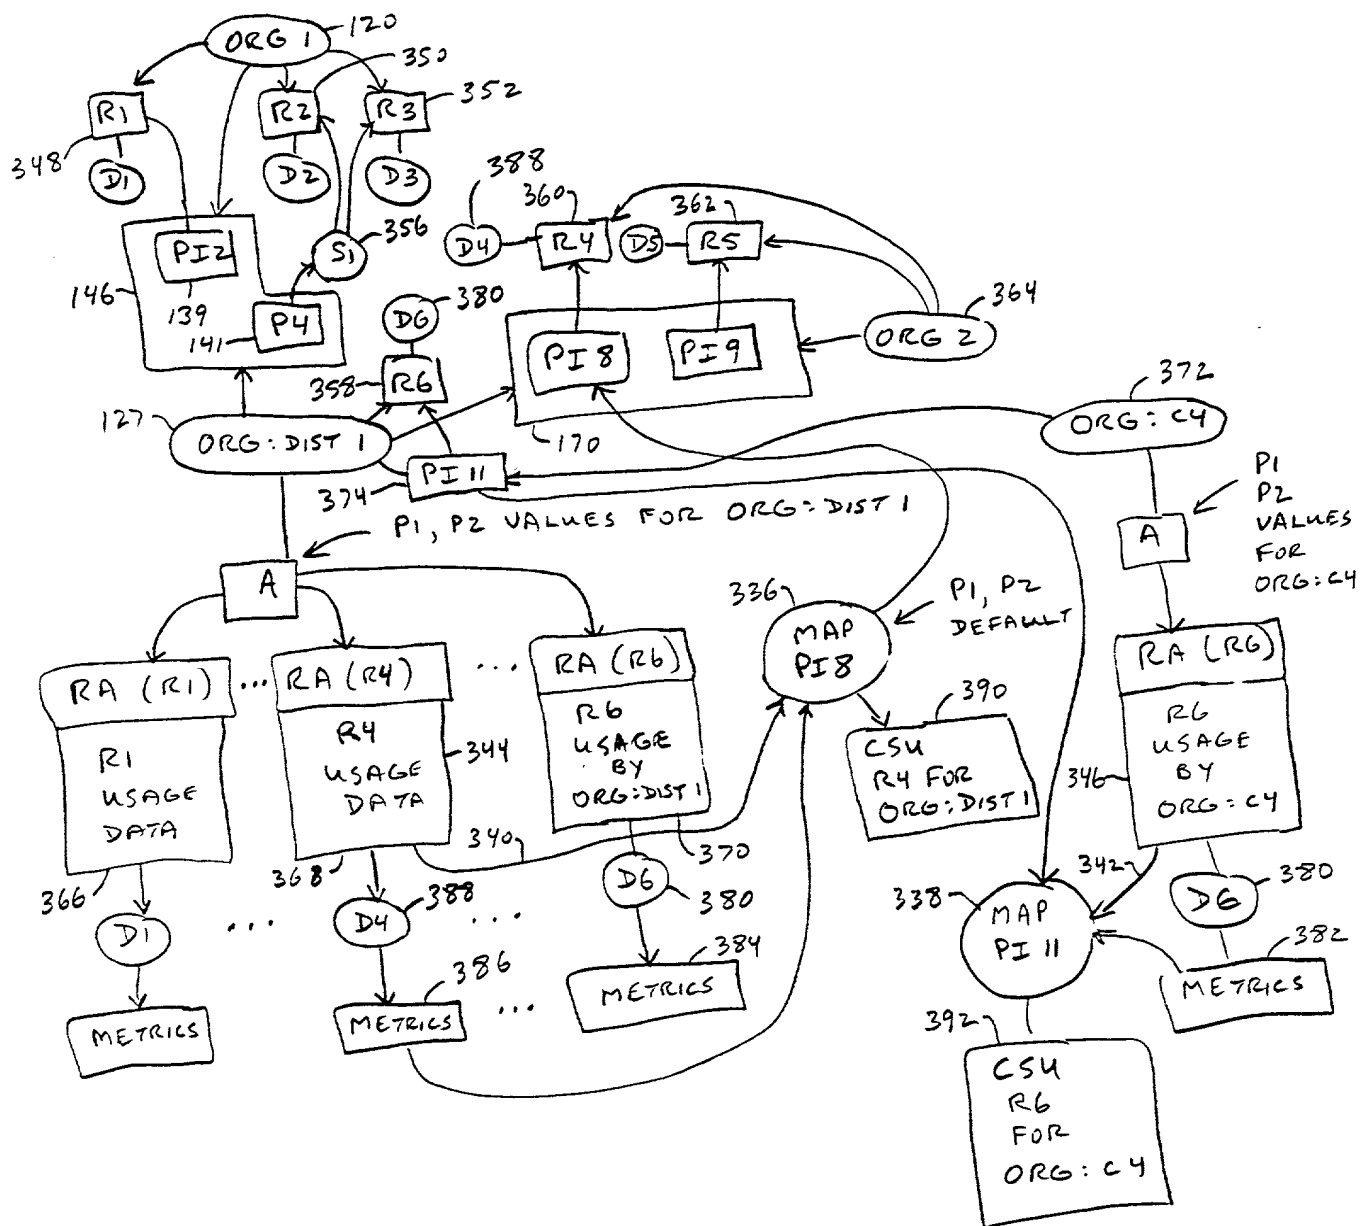 ORG 1
120
350
R1
R2
R3
352
348
D1
D2
D3
388
360
362
356
S1
D4
R4
D5
R5
PI2
146
139
P4
141
380
D6
364
ORG 2
PI8
PI9
358
R6
372
127
ORG: DIST 1
170
ORG: C4
PI 11
374
P1, P2 VALUES FOR ORG=DIST 1
P1
P2
VALUES
FOR
ORG:C4
A
A
336
MAP
PI8
P1, P2
DEFAULT
RA (R1)
...
RA (R4)
...
RA (R6)
RA (R6)
R1
USAGE
DATA
R4
USAGE
DATA
344
R6
USAGE
BY
ORG:DIST 1
390
CSU
R4 FOR
ORG:DIST 1
R6
USAGE
BY
ORG:C4
346
340
370
366
368
342
D1
...
D4
388
...
D6
380
338
MAP
PI 11
D6
380
METRICS
386
METRICS
...
384
METRICS
382
METRICS
392
CSU
R6
FOR
ORG: C4